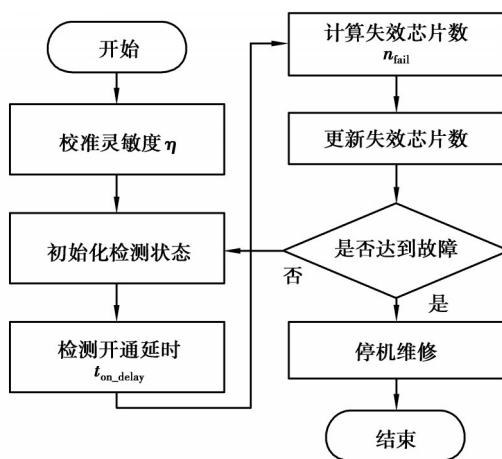 开始
校准灵敏度 η
初始化检测状态
检测开通延时
t_on_delay
计算失效芯片数
n_fail
更新失效芯片数
是否达到故障
否
是
停机维修
结束